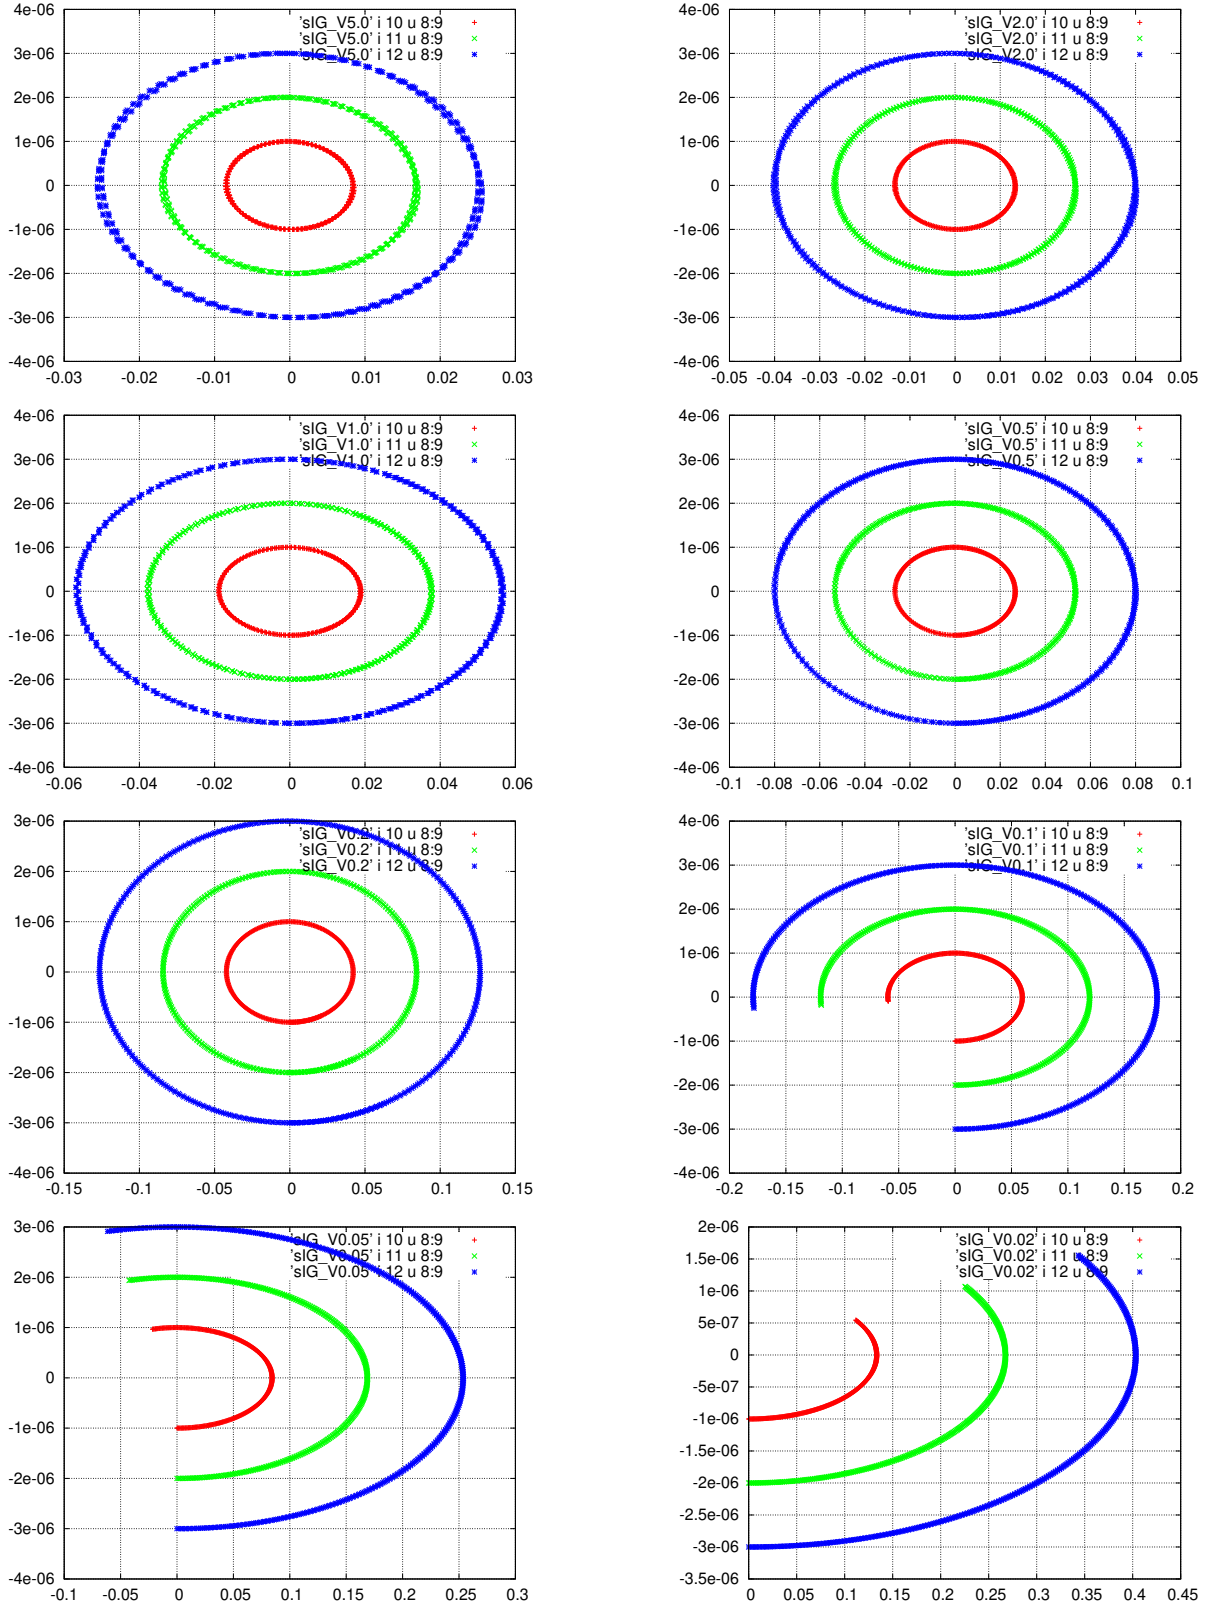 4e-06
3e-06
2e-06
1e-06
0
-1e-06
-2e-06
-3e-06
-4e-06
-0.03 -0.02 -0.01 0 0.01 0.02 0.03
'sIG_V5.0' i 10 u 8:9
'sIG_V5.0' i 11 u 8:9
'sIG_V5.0' i 12 u 8:9
4e-06
3e-06
2e-06
1e-06
0
-1e-06
-2e-06
-3e-06
-4e-06
-0.05 -0.04 -0.03 -0.02 -0.01 0 0.01 0.02 0.03 0.04 0.05
'sIG_V2.0' i 10 u 8:9
'sIG_V2.0' i 11 u 8:9
'sIG_V2.0' i 12 u 8:9
4e-06
3e-06
2e-06
1e-06
0
-1e-06
-2e-06
-3e-06
-4e-06
-0.06 -0.04 -0.02 0 0.02 0.04 0.06
'sIG_V1.0' i 10 u 8:9
'sIG_V1.0' i 11 u 8:9
'sIG_V1.0' i 12 u 8:9
4e-06
3e-06
2e-06
1e-06
0
-1e-06
-2e-06
-3e-06
-4e-06
-0.1 -0.08 -0.06 -0.04 -0.02 0 0.02 0.04 0.06 0.08 0.1
'sIG_V0.5' i 10 u 8:9
'sIG_V0.5' i 11 u 8:9
'sIG_V0.5' i 12 u 8:9
3e-06
2e-06
1e-06
0
-1e-06
-2e-06
-3e-06
-4e-06
-0.15 -0.1 -0.05 0 0.05 0.1 0.15
'sIG_V0.2' i 10 u 8:9
'sIG_V0.2' i 11 u 8:9
'sIG_V0.2' i 12 u 8:9
4e-06
3e-06
2e-06
1e-06
0
-1e-06
-2e-06
-3e-06
-4e-06
-0.2 -0.15 -0.1 -0.05 0 0.05 0.1 0.15 0.2
'sIG_V0.1' i 10 u 8:9
'sIG_V0.1' i 11 u 8:9
'sIG_V0.1' i 12 u 8:9
3e-06
2e-06
1e-06
0
-1e-06
-2e-06
-3e-06
-4e-06
-0.1 -0.05 0 0.05 0.1 0.15 0.2 0.25 0.3
'sIG_V0.05' i 10 u 8:9
'sIG_V0.05' i 11 u 8:9
'sIG_V0.05' i 12 u 8:9
2e-06
1.5e-06
1e-06
5e-07
0
-5e-07
-1e-06
-1.5e-06
-2e-06
-2.5e-06
-3e-06
-3.5e-06
0 0.05 0.1 0.15 0.2 0.25 0.3 0.35 0.4 0.45
'sIG_V0.02' i 10 u 8:9
'sIG_V0.02' i 11 u 8:9
'sIG_V0.02' i 12 u 8:9